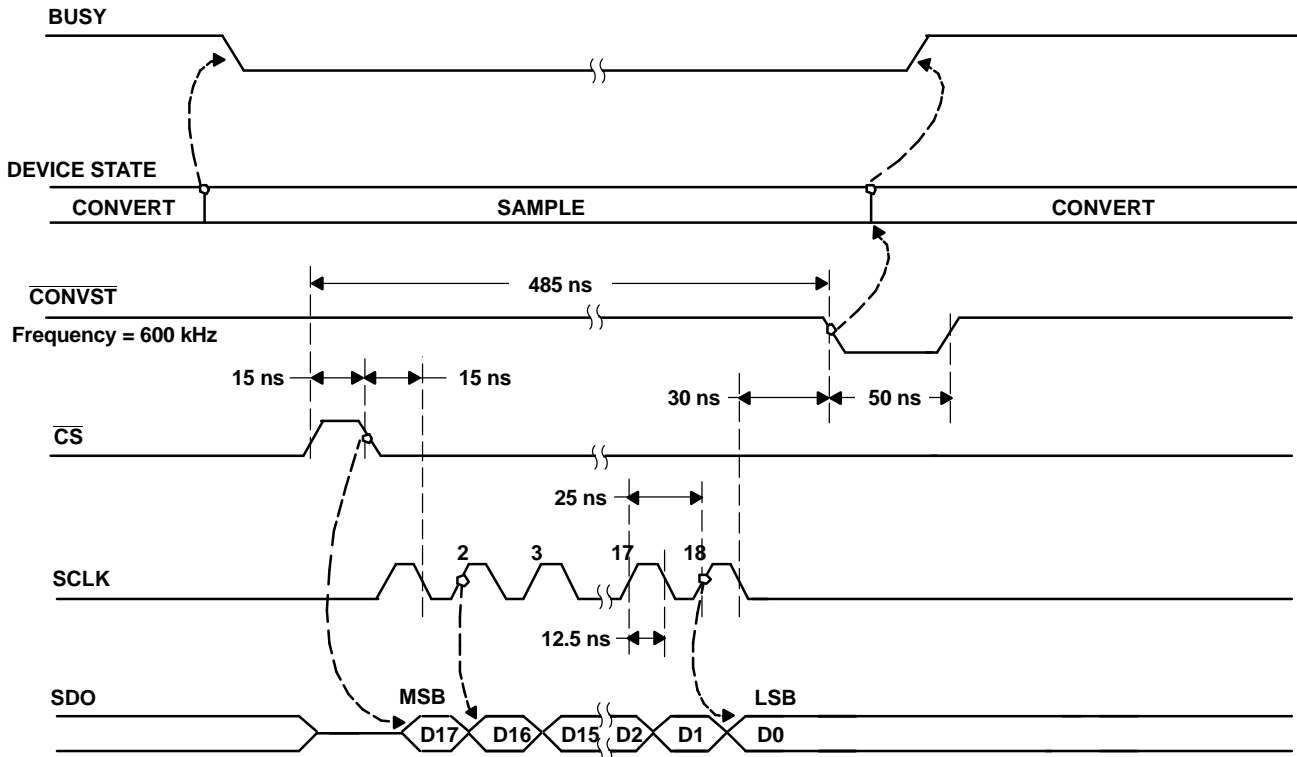 BUSY
DEVICE STATE
CONVERT
SAMPLE
CONVERT
485 ns
CONVST
Frequency = 600 kHz
15 ns
15 ns
30 ns
50 ns
CS
25 ns
2
3
17
18
SCLK
12.5 ns
SDO
MSB
LSB
D17
D16
D15
D2
D1
D0